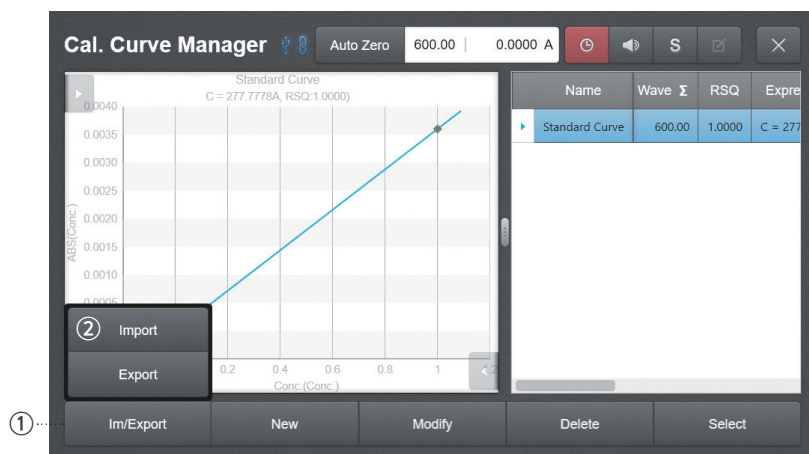 Cal. Curve Manager
Auto Zero
600.00
0.0000 A
S
Standard Curve
C = 277.7778A, RSQ:1.0000)
0.0040
0.0035
0.0030
0.0025
0.0020
0.0015
0.0010
0.0005
ABS(Conc.)
0.2 0.4 0.6 0.8 1
Conc.(Conc.)
Name Wave Σ RSQ Expre
Standard Curve 600.00 1.0000 C = 277
② Import
Export
① Im/Export New Modify Delete Select